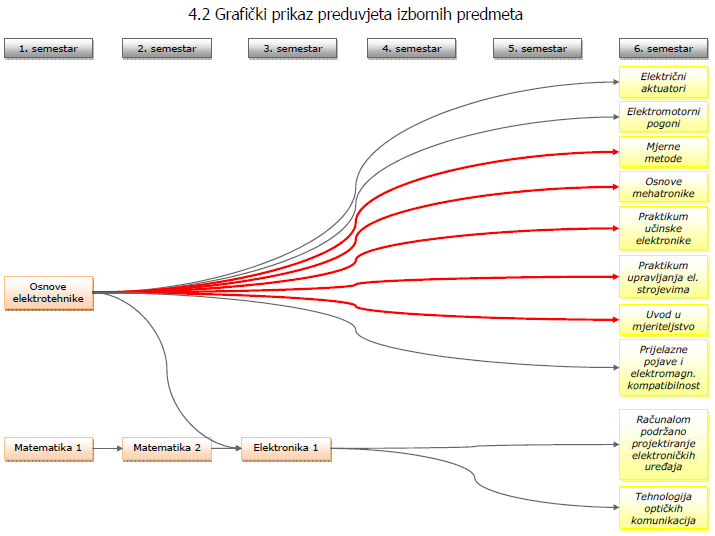 4.2 Grafički prikaz preduvjeta izbornih predmeta
1. semestar
2. semestar
3. semestar
4. semestar
5. semestar
6. semestar
Električni
aktuatori
Elektromotorni
pogoni
Mjerne
metode
Osnove
mehatronike
Praktikum
učinske
elektronike
Osnove
elektrotehnike
Praktikum
upravljanja el.
strojevima
Uvod u
mjeriteljstvo
Prijelazne
pojave i
elektromagn.
kompatibilnost
Matematika 1
Matematika 2
Elektronika 1
Računalom
podržano
projektiranje
elektroničkih
uređaja
Tehnologija
optičkih
komunikacija